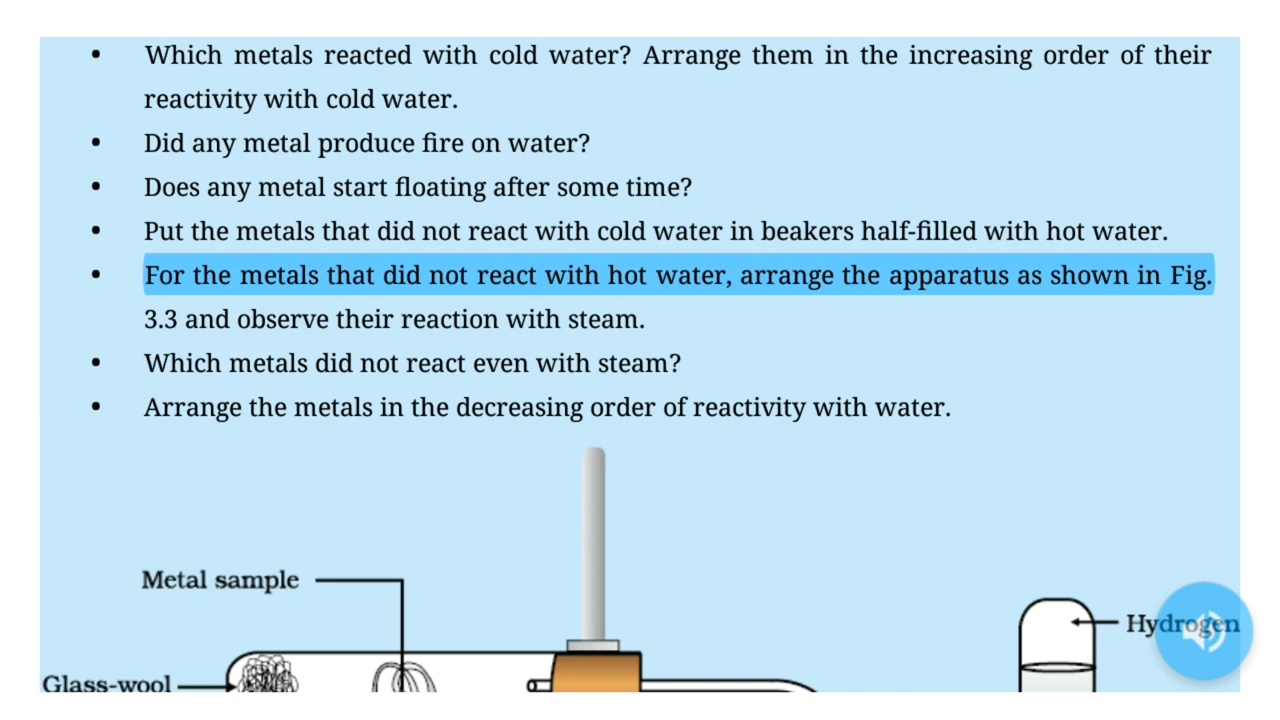 • Which metals reacted with cold water? Arrange them in the increasing order of their
reactivity with cold water.
• Did any metal produce fire on water?
• Does any metal start floating after some time?
• Put the metals that did not react with cold water in beakers half-filled with hot water.
• For the metals that did not react with hot water, arrange the apparatus as shown in Fig.
3.3 and observe their reaction with steam.
• Which metals did not react even with steam?
• Arrange the metals in the decreasing order of reactivity with water.
Metal sample
Hydrogen
Glass-wool